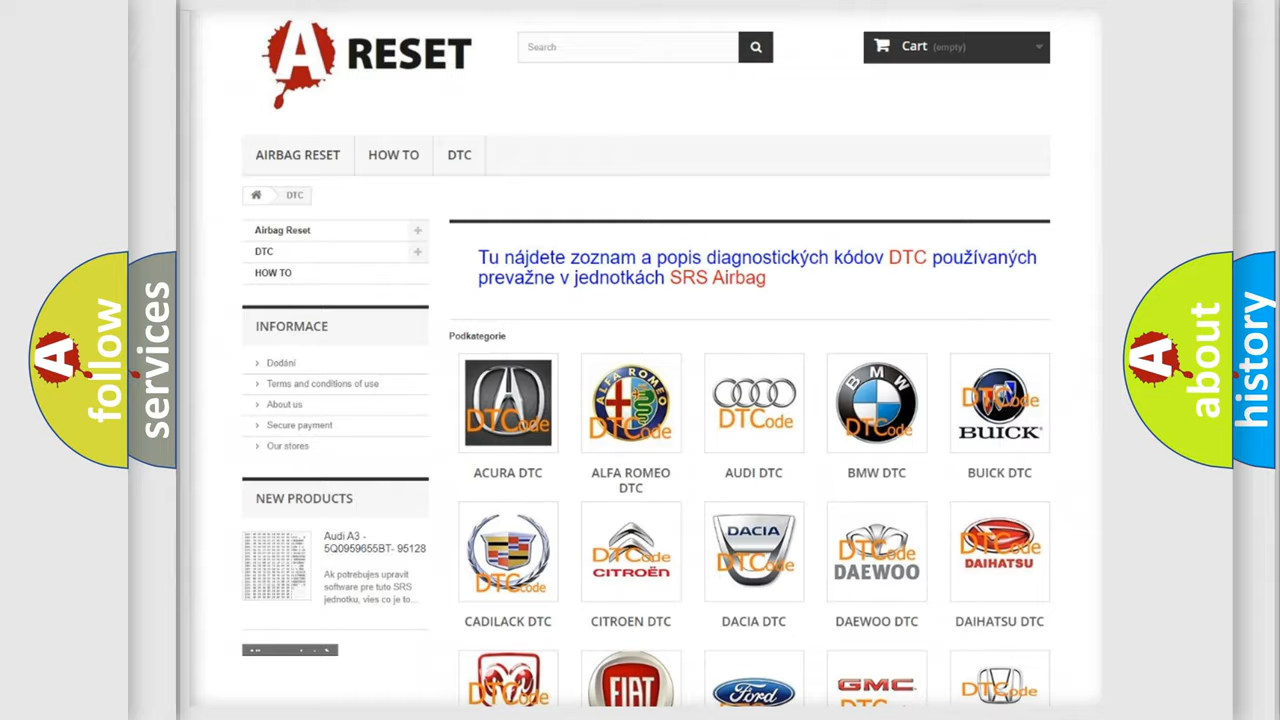 A RESET
Search
Cart (empty)
AIRBAG RESET
HOW TO
DTC
DTC
Airbag Reset
DTC
HOW TO
INFORMACE
Dodání
Terms and conditions of use
About us
Secure payment
Our stores
NEW PRODUCTS
Audi A3 -
5Q0959655BT- 95128
Ak potrebujes upravit
software pre tuto SRS
jednotku, vies co je to...
Tu nájdete zoznam a popis diagnostických kódov DTC používaných
prevažne v jednotkách SRS Airbag
Podkategorie
DTCode
ALFA ROMEO
DTCode
DTCode
BMW
DTCode
DTCode
BUICK
ACURA DTC
ALFA ROMEO
DTC
AUDI DTC
BMW DTC
BUICK DTC
DTCode
DTCode
CITROËN
DACIA
DTCode
DTCode
DAEWOO
DTCode
DAIHATSU
CADILACK DTC
CITROEN DTC
DACIA DTC
DAEWOO DTC
DAIHATSU DTC
DTCode
FIAT
Ford
GMC
DTCode
A follow
services
A about
history